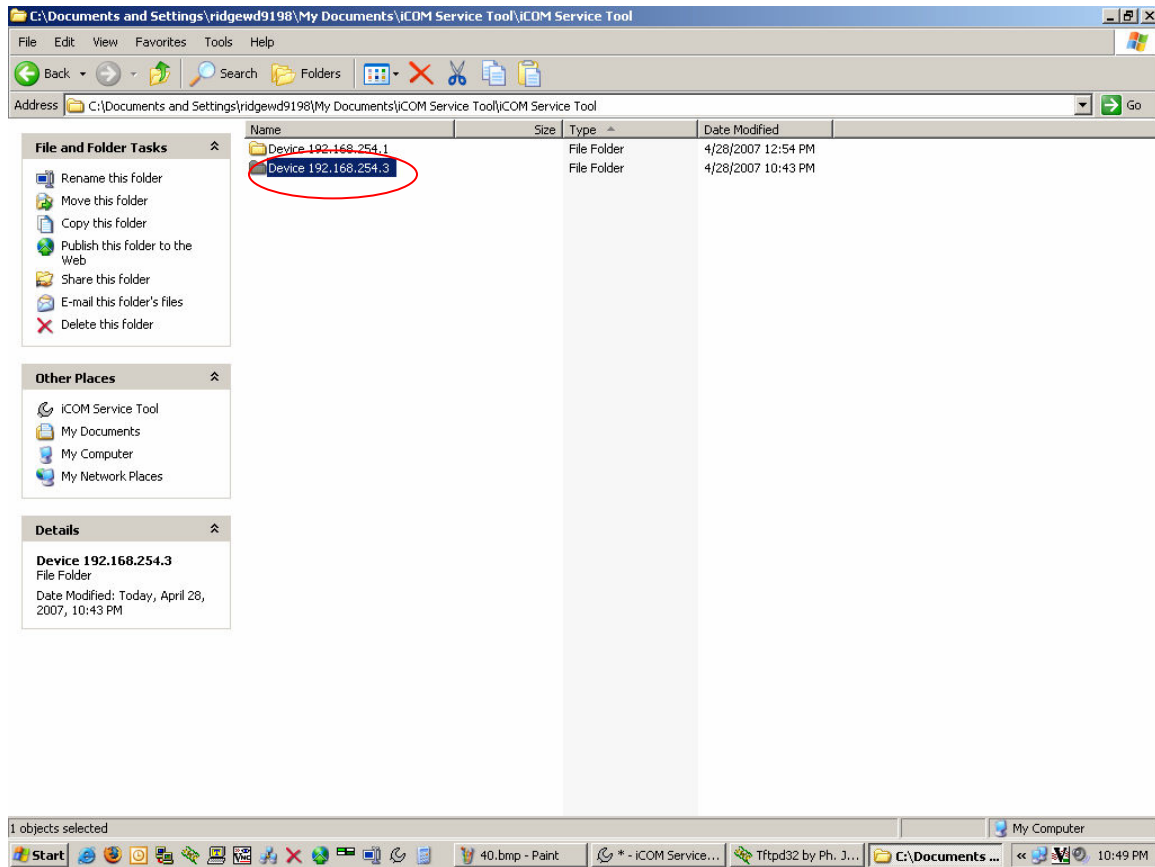 C:\Documents and Settings\ridgewd9198\My Documents\iCOM Service Tool\iCOM Service Tool
File Edit View Favorites Tools Help
Back Search Folders
Address C:\Documents and Settings\ridgewd9198\My Documents\iCOM Service Tool\iCOM Service Tool Go
Name Size Type Date Modified
Device 192.168.254.1 File Folder 4/28/2007 12:54 PM
Device 192.168.254.3 File Folder 4/28/2007 10:43 PM
File and Folder Tasks
Rename this folder
Move this folder
Copy this folder
Publish this folder to the
Web
Share this folder
E-mail this folder's files
Delete this folder
Other Places
iCOM Service Tool
My Documents
My Computer
My Network Places
Details
Device 192.168.254.3
File Folder
Date Modified: Today, April 28,
2007, 10:43 PM
1 objects selected My Computer
Start 40.bmp - Paint * - iCOM Service... Tftpd32 by Ph. J... C:\Documents ... 10:49 PM